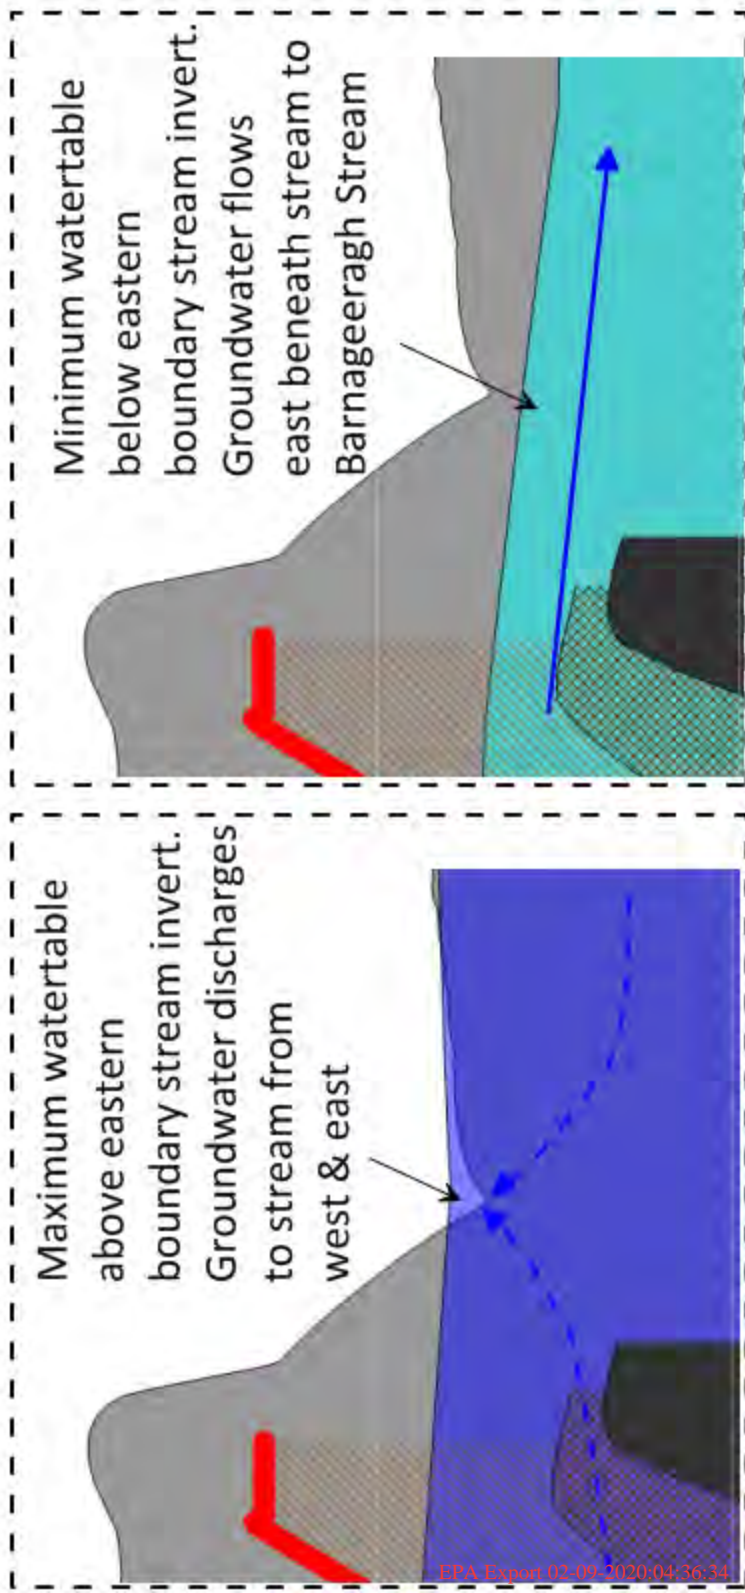 Maximum watertable
above eastern
boundary stream invert.
Groundwater discharges
to stream from
west & east
Minimum watertable
below eastern
boundary stream invert.
Groundwater flows
east beneath stream to
Barnageeragh Stream
EPA Export 02-09-2020:04:36:34